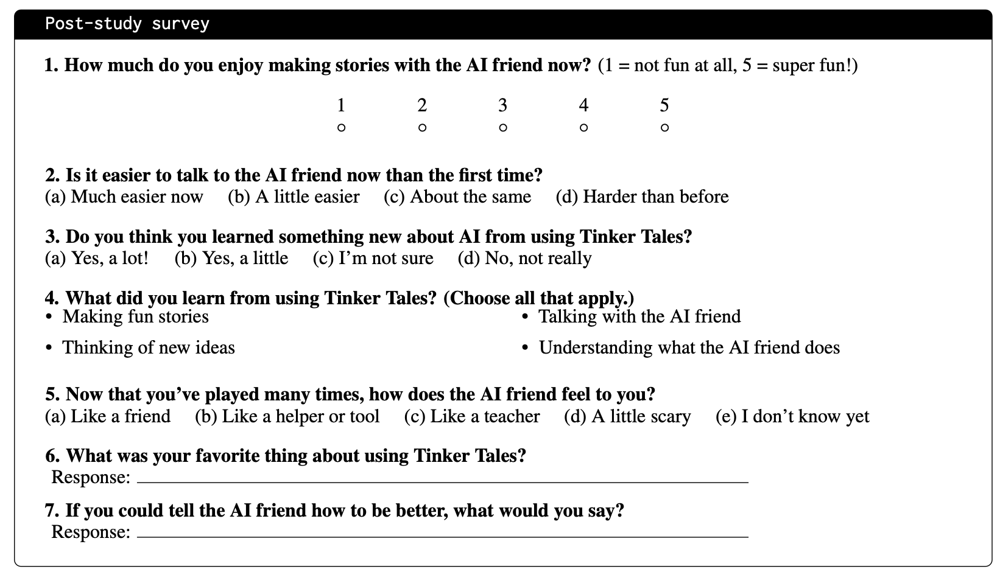 Post-study survey
1. How much do you enjoy making stories with the AI friend now? (1 = not fun at all, 5 = super fun!)
1 2 3 4 5
2. Is it easier to talk to the AI friend now than the first time?
(a) Much easier now (b) A little easier (c) About the same (d) Harder than before
3. Do you think you learned something new about AI from using Tinker Tales?
(a) Yes, a lot! (b) Yes, a little (c) I’m not sure (d) No, not really
4. What did you learn from using Tinker Tales? (Choose all that apply.)
• Making fun stories • Talking with the AI friend
• Thinking of new ideas • Understanding what the AI friend does
5. Now that you’ve played many times, how does the AI friend feel to you?
(a) Like a friend (b) Like a helper or tool (c) Like a teacher (d) A little scary (e) I don’t know yet
6. What was your favorite thing about using Tinker Tales?
Response:
7. If you could tell the AI friend how to be better, what would you say?
Response: